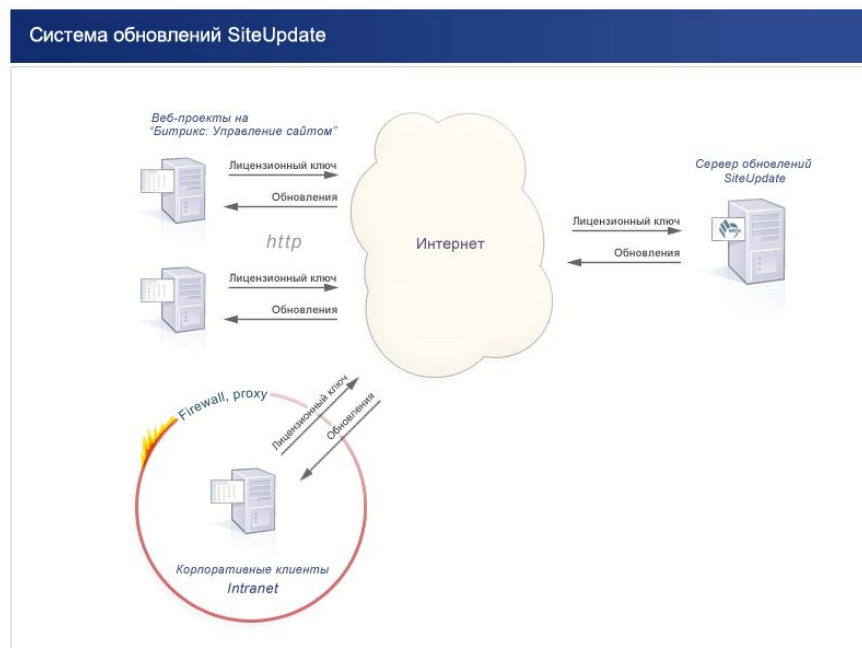 Система обновлений SiteUpdate
Веб-проекты на
“Битрикс: Управление сайтом”
Лицензионный ключ
Обновления
http
Лицензионный ключ
Обновления
Интернет
Сервер обновлений
SiteUpdate
Лицензионный ключ
Обновления
Firewall, proxy
Лицензионный ключ
Обновления
Корпоративные клиенты
Intranet